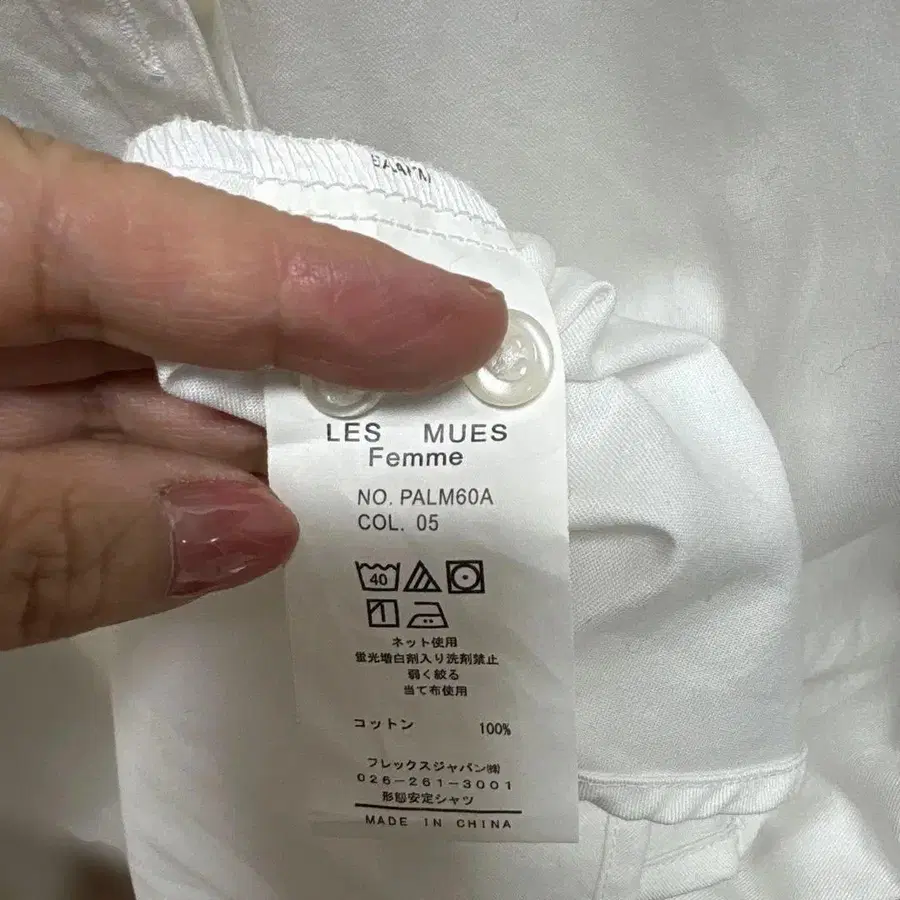 LES MUES
Femme
NO. PALM60A
COL. 05
40
ネット使用
蛍光増白剤入り洗剤禁止
弱く絞る
当て布使用
コットン 100%
フレックスジャパン㈱
026-261-3001
形態安定シャツ
MADE IN CHINA